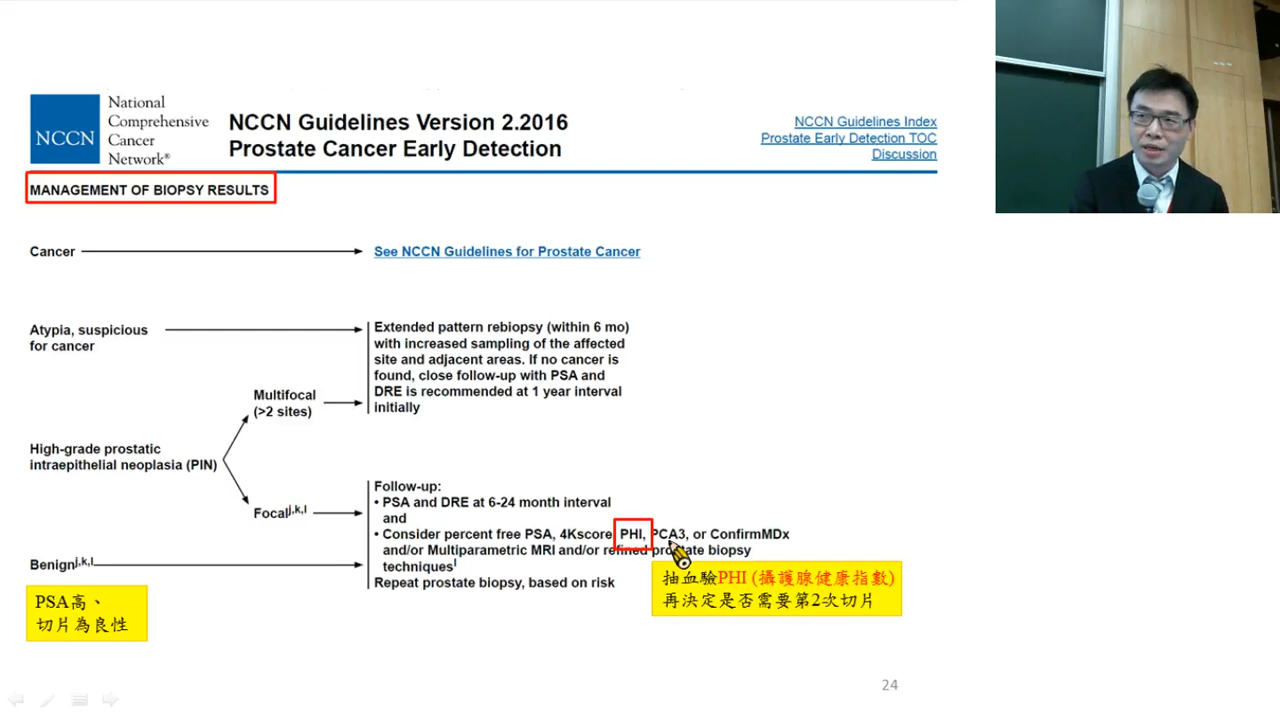 NCCN
National
Comprehensive
Cancer
Network®
NCCN Guidelines Version 2.2016
Prostate Cancer Early Detection
NCCN Guidelines Index
Prostate Early Detection TOC
Discussion
MANAGEMENT OF BIOPSY RESULTS
Cancer
See NCCN Guidelines for Prostate Cancer
Atypia, suspicious
for cancer
Extended pattern rebiopsy (within 6 mo)
with increased sampling of the affected
site and adjacent areas. If no cancer is
found, close follow-up with PSA and
DRE is recommended at 1 year interval
initially
Multifocal
(>2 sites)
High-grade prostatic
intraepithelial neoplasia (PIN)
Focal j,k,l
Follow-up:
• PSA and DRE at 6-24 month interval
and
• Consider percent free PSA, 4Kscore PHI, PCA3, or ConfirmMDx
and/or Multiparametric MRI and/or refined prostate biopsy
techniques l
Repeat prostate biopsy, based on risk
Benign j,k,l
PSA高、
切片為良性
抽血驗PHI (攝護腺健康指數)
再決定是否需要第2次切片
24